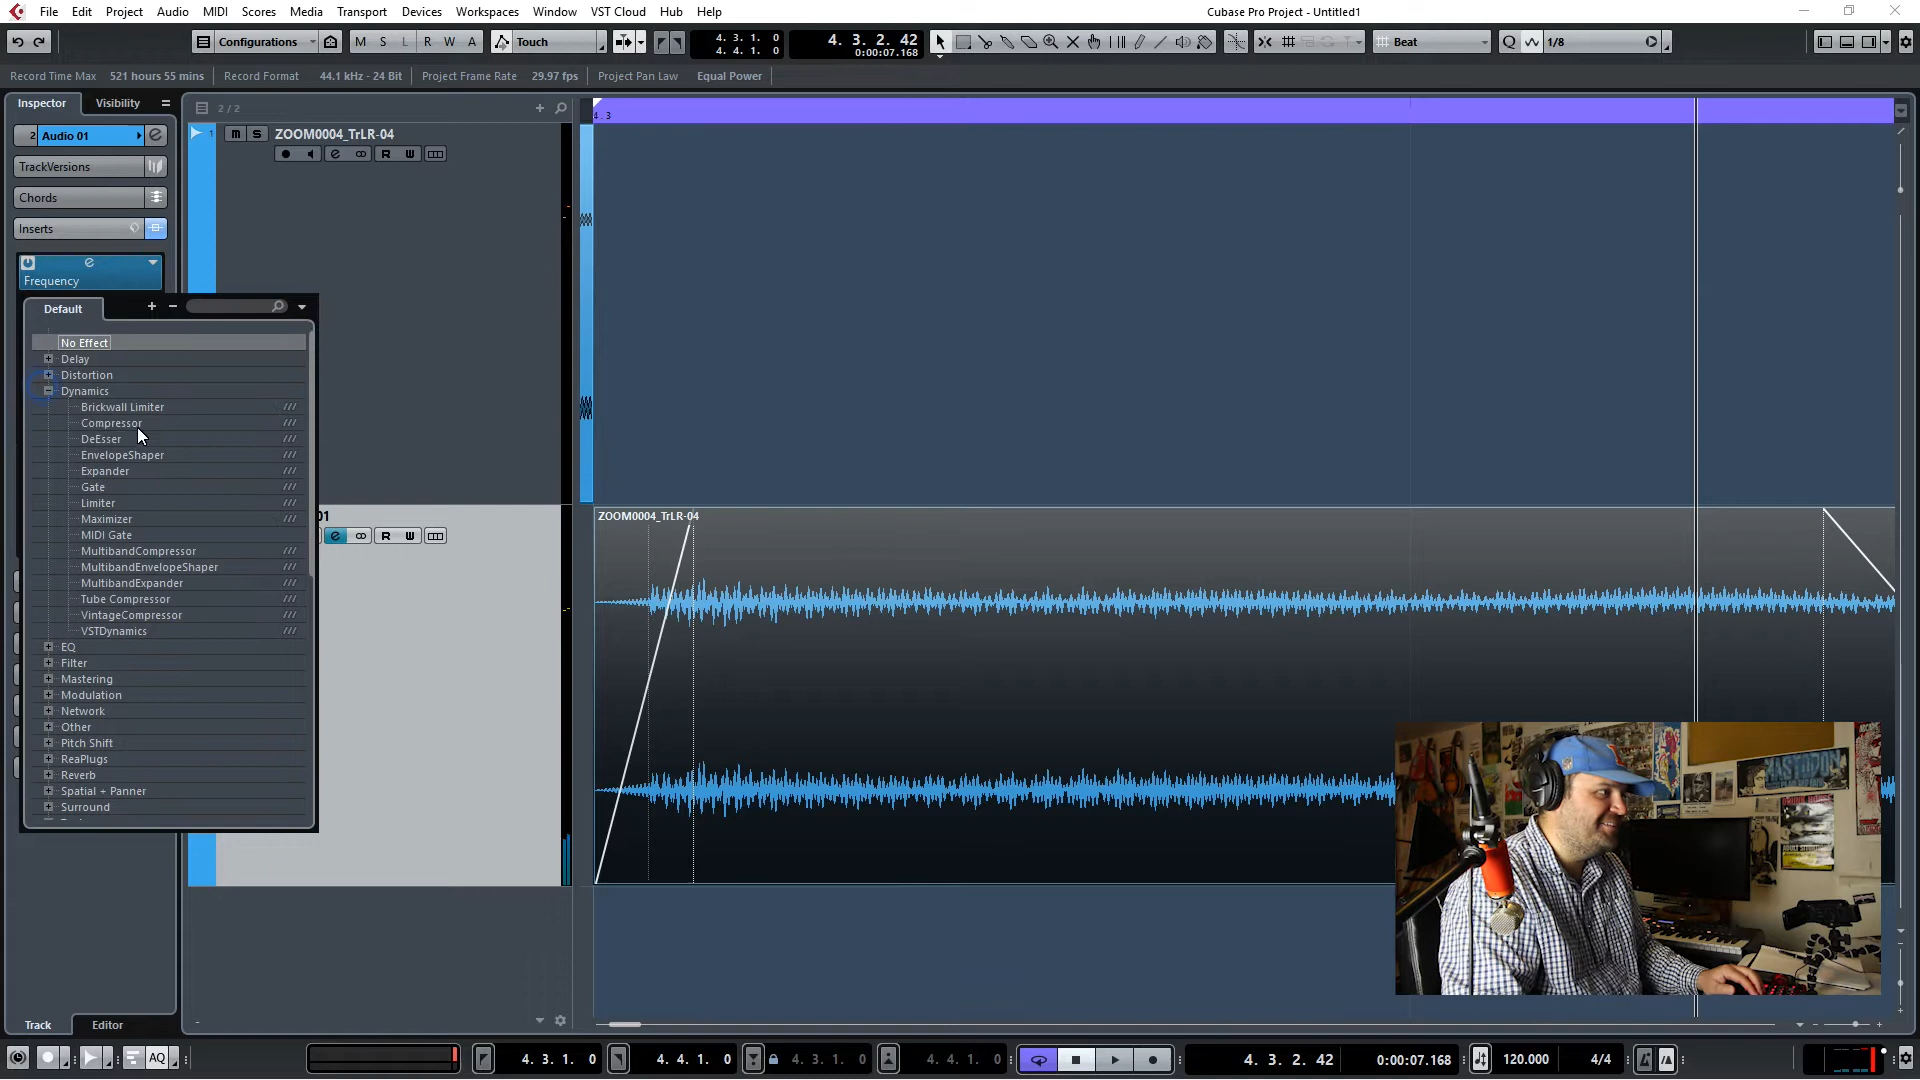 File Edit Project Audio MIDI Scores Media Transport Devices Workspaces Window VST Cloud Hub Help
Cubase Pro Project - Untitled1
Configurations M S L R W A Touch
4. 3. 1. 0
4. 4. 1. 0
4. 3. 2. 42
0:00:07.168
Beat Q 1/8
Record Time Max 521 hours 55 mins Record Format 44.1 kHz - 24 Bit Project Frame Rate 29.97 fps Project Pan Law Equal Power
Inspector Visibility
2 / 2
2 Audio 01
TrackVersions
Chords
Inserts
Frequency
1 m S ZOOM0004_TrLR-04
R W
4.3
Default
No Effect
Delay
Distortion
Dynamics
Brickwall Limiter
Compressor
DeEsser
EnvelopeShaper
Expander
Gate
Limiter
Maximizer
MIDI Gate
MultibandCompressor
MultibandEnvelopeShaper
MultibandExpander
Tube Compressor
VintageCompressor
VSTDynamics
EQ
Filter
Mastering
Modulation
Network
Other
Pitch Shift
ReaPlugs
Reverb
Spatial + Panner
Surround
01
R W
ZOOM0004_TrLR-04
MASTODON
Track Editor
AQ 4. 3. 1. 0 4. 4. 1. 0 4. 3. 1. 0 4. 4. 1. 0 4. 3. 2. 42 0:00:07.168 120.000 4/4